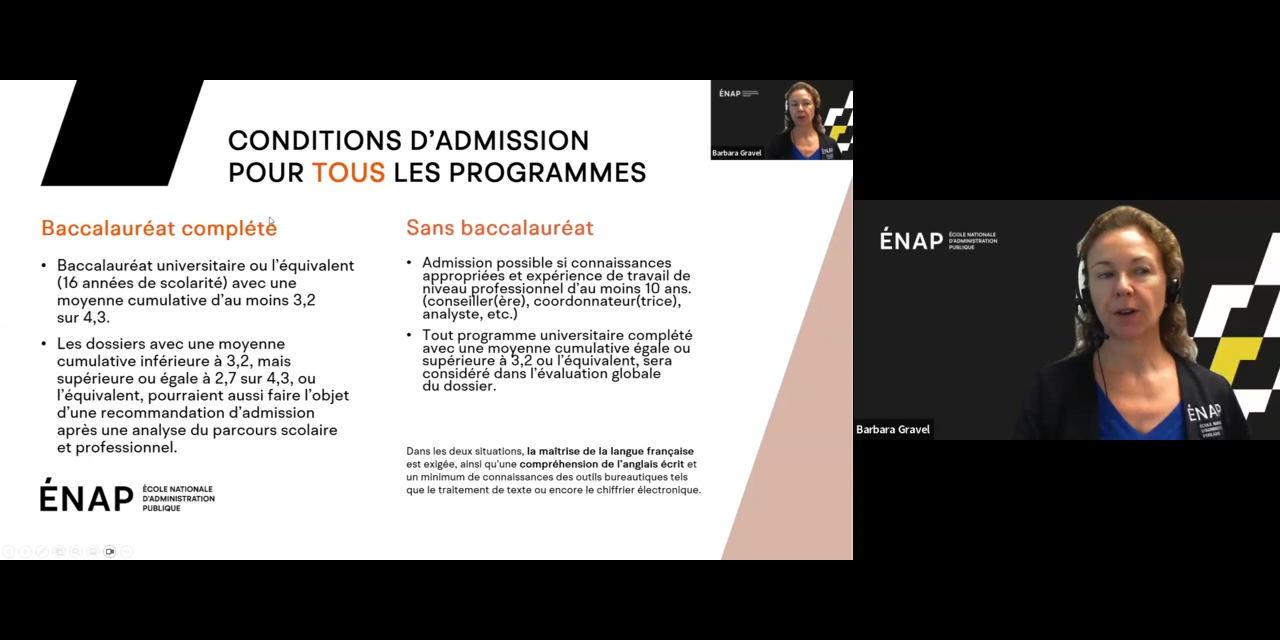 CONDITIONS D'ADMISSION
POUR TOUS LES PROGRAMMES
Baccalauréat complété
• Baccalauréat universitaire ou l'équivalent
(16 années de scolarité) avec une
moyenne cumulative d'au moins 3,2
sur 4,3.
• Les dossiers avec une moyenne
cumulative inférieure à 3,2, mais
supérieure ou égale à 2,7 sur 4,3, ou
l'équivalent, pourraient aussi faire l'objet
d'une recommandation d'admission
après une analyse du parcours scolaire
et professionnel.
Sans baccalauréat
• Admission possible si connaissances
appropriées et expérience de travail de
niveau professionnel d'au moins 10 ans.
(conseiller(ère), coordonnateur(trice),
analyste, etc.)
• Tout programme universitaire complété
avec une moyenne cumulative égale ou
supérieure à 3,2 ou l'équivalent, sera
considéré dans l'évaluation globale
du dossier.
Dans les deux situations, la maîtrise de la langue française
est exigée, ainsi qu'une compréhension de l'anglais écrit et
un minimum de connaissances des outils bureautiques tels
que le traitement de texte ou encore le chiffrier électronique.
ÉNAP
ÉCOLE NATIONALE
D'ADMINISTRATION
PUBLIQUE
ÉNAP
Barbara Gravel
ÉNAP
ÉCOLE NATIONALE
D'ADMINISTRATION
PUBLIQUE
ÉNAP
Barbara Gravel